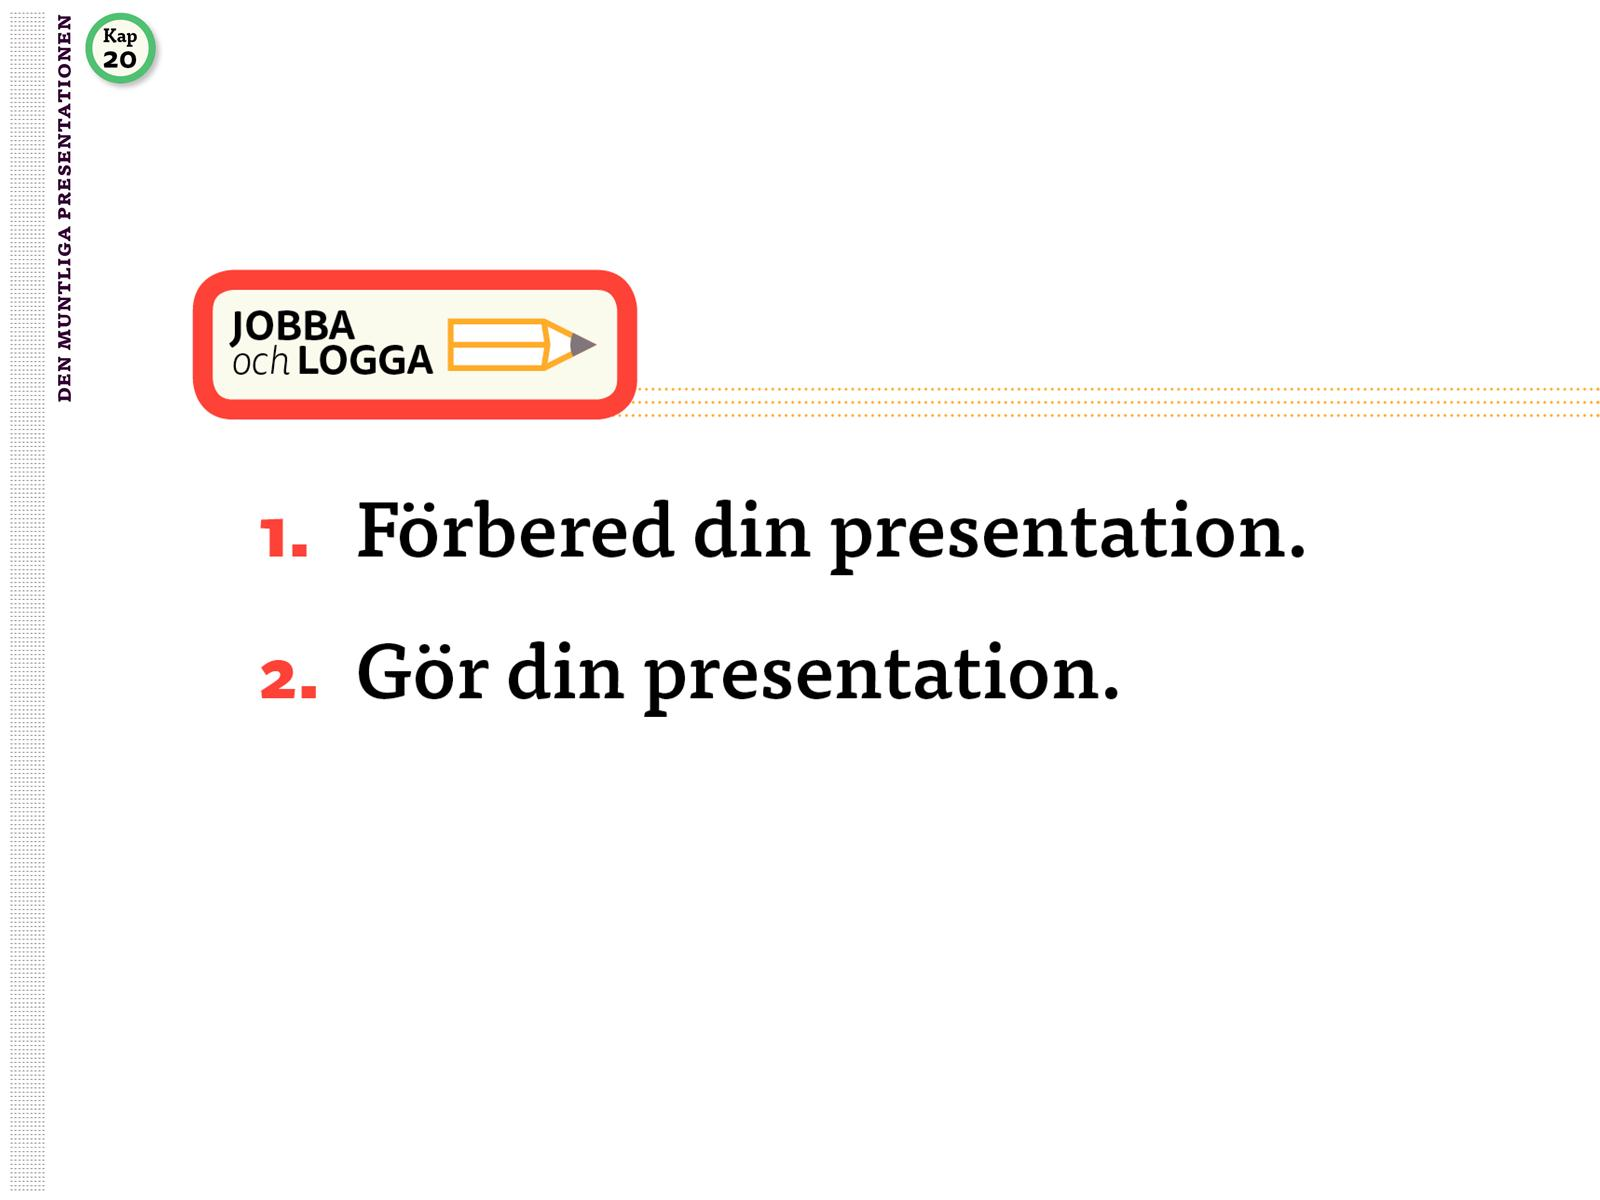 DEN MUNTLIGA PRESENTATIONEN
Kap
20
JOBBA
och LOGGA
1. Förbered din presentation.
2. Gör din presentation.